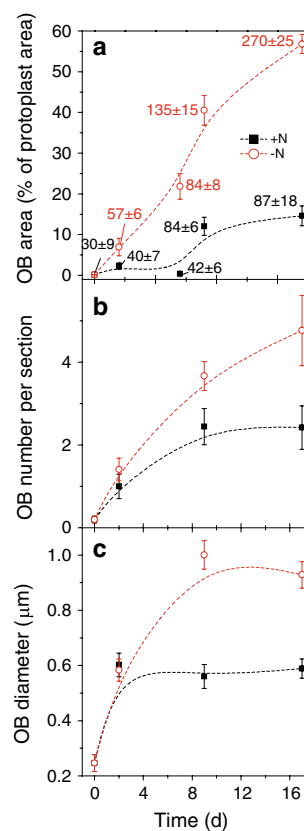 a
OB area (% of protoplast area)
60
50
40
30
20
10
0
270±25
135±15
+N
-N
57±6
84±8
87±18
84±6
30±9
40±7
42±6
b
OB number per section
4
2
0
c
OB diameter (µm)
1.0
0.8
0.6
0.4
0.2
0 4 8 12 16
Time (d)